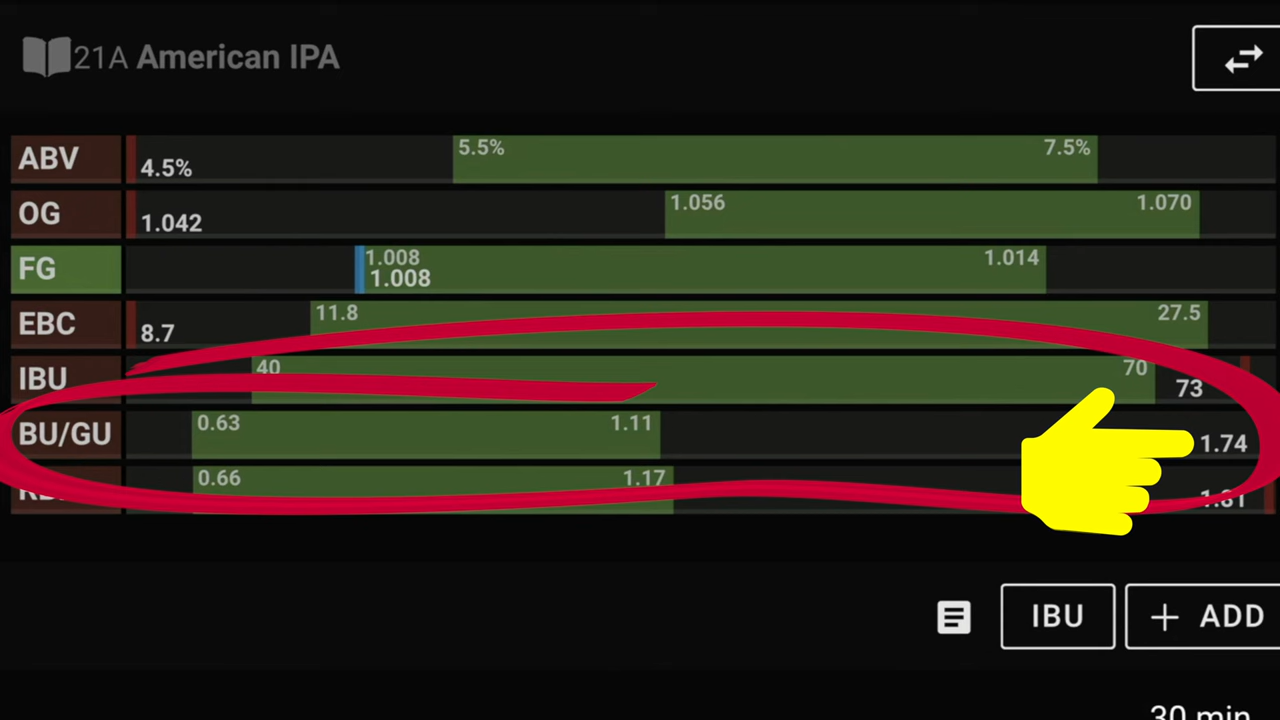 21A American IPA
ABV 4.5% 5.5% 7.5%
OG 1.042 1.056 1.070
FG 1.008 1.008 1.014
EBC 8.7 11.8 27.5
IBU 40 70 73
BU/GU 0.63 1.11 1.74
0.66 1.17 1.81
IBU + ADD
30 min